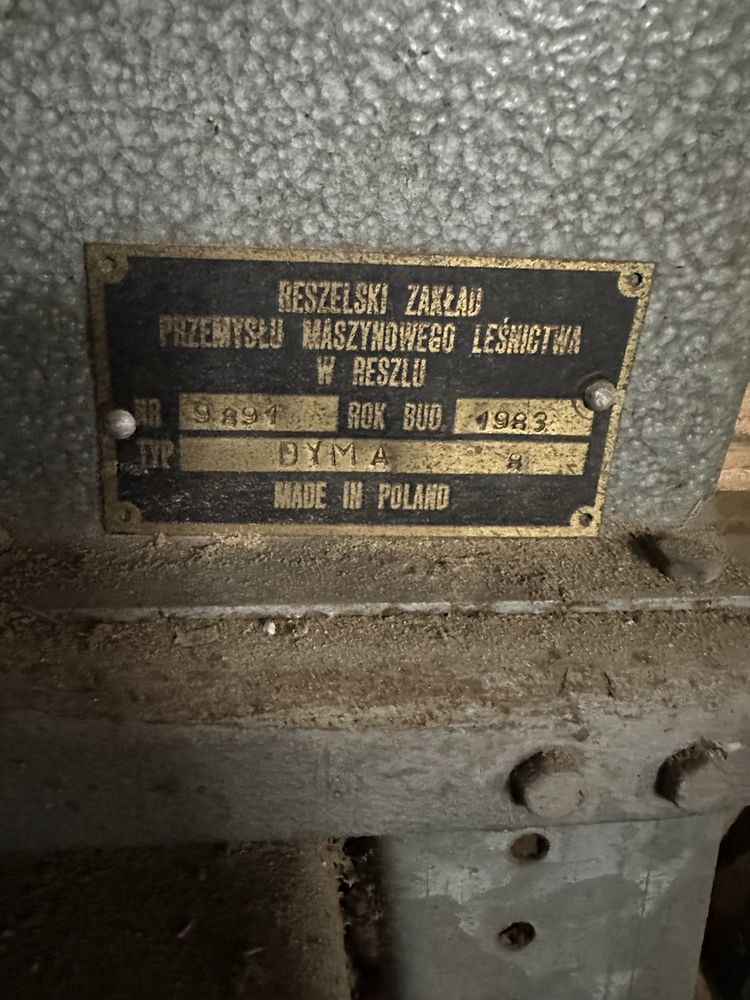 RESZELSKI ZAKŁAD
PRZEMYSŁU MASZYNOWEGO LEŚNICTWA
W RESZLU
NR 9891 ROK BUD. 1983
TYP DYMA 8
MADE IN POLAND